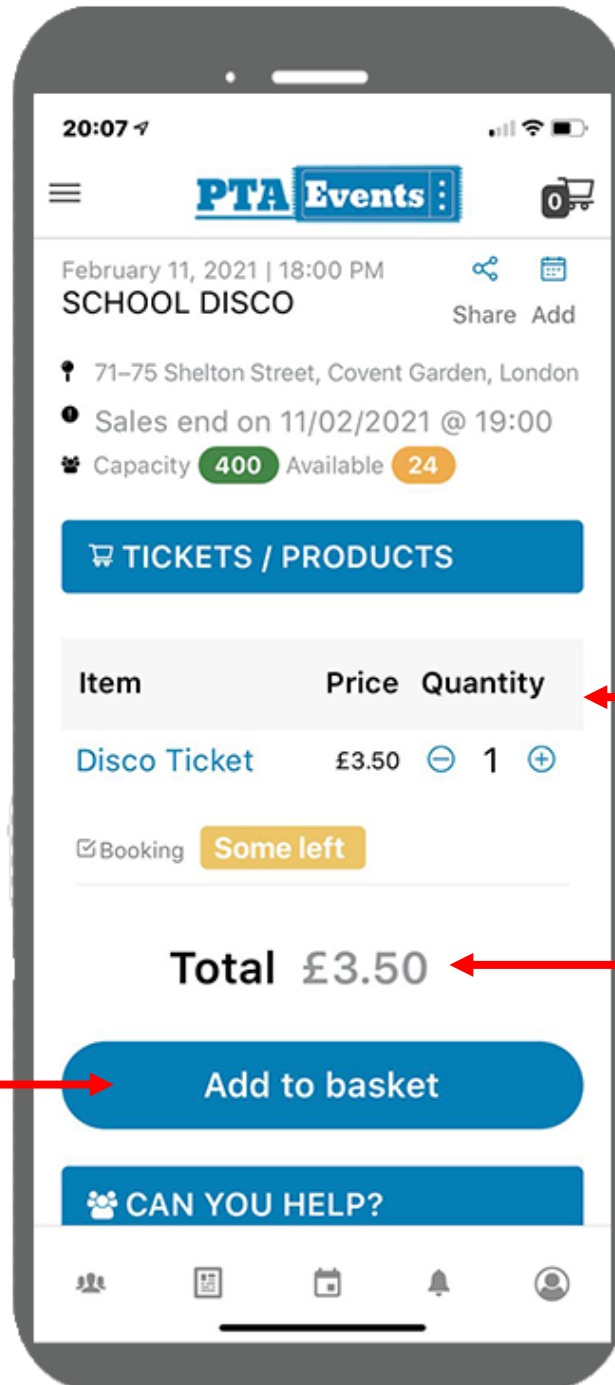 20:07
PTA Events
0
February 11, 2021 | 18:00 PM
SCHOOL DISCO
Share Add
71–75 Shelton Street, Covent Garden, London
Sales end on 11/02/2021 @ 19:00
Capacity 400 Available 24
TICKETS / PRODUCTS
Item Price Quantity
Disco Ticket £3.50 1
Booking Some left
Total £3.50
Add to basket
CAN YOU HELP?